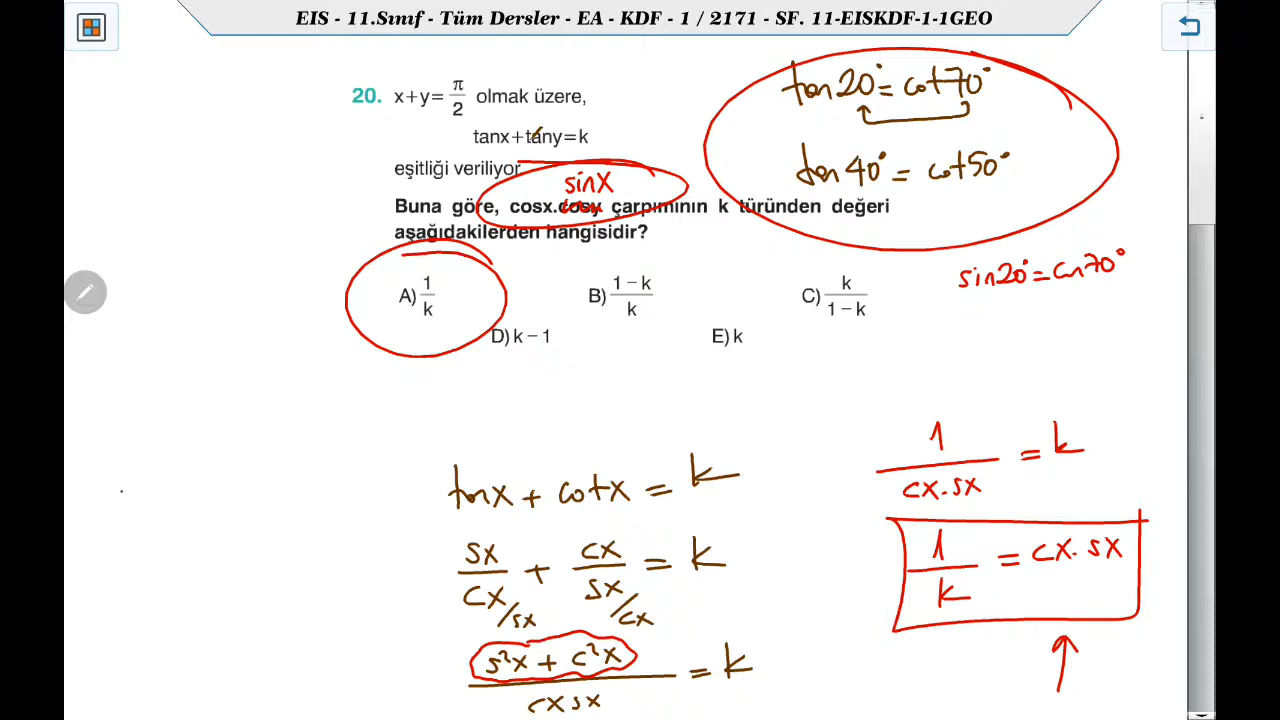 EIS - 11.Sınıf - Tüm Dersler - EA - KDF - 1 / 2171 - SF. 11-EISKDF-1-1GEO
20. x+y= π/2 olmak üzere,
tanx+tany=k
eşitliği veriliyor.
Buna göre, cosx.cosy çarpımının k türünden değeri
aşağıdakilerden hangisidir?
A) 1/k B) 1-k/k C) k/1-k
D) k-1 E) k
tan20°=cot70°
tan40°=cot50°
sinx
sin20°=cos70°
tanx + cotx = k
sx/cx + cx/sx = k
/sx /cx
s²x + c²x / cxsx = k
1/cx.sx = k
1/k = cx.sx